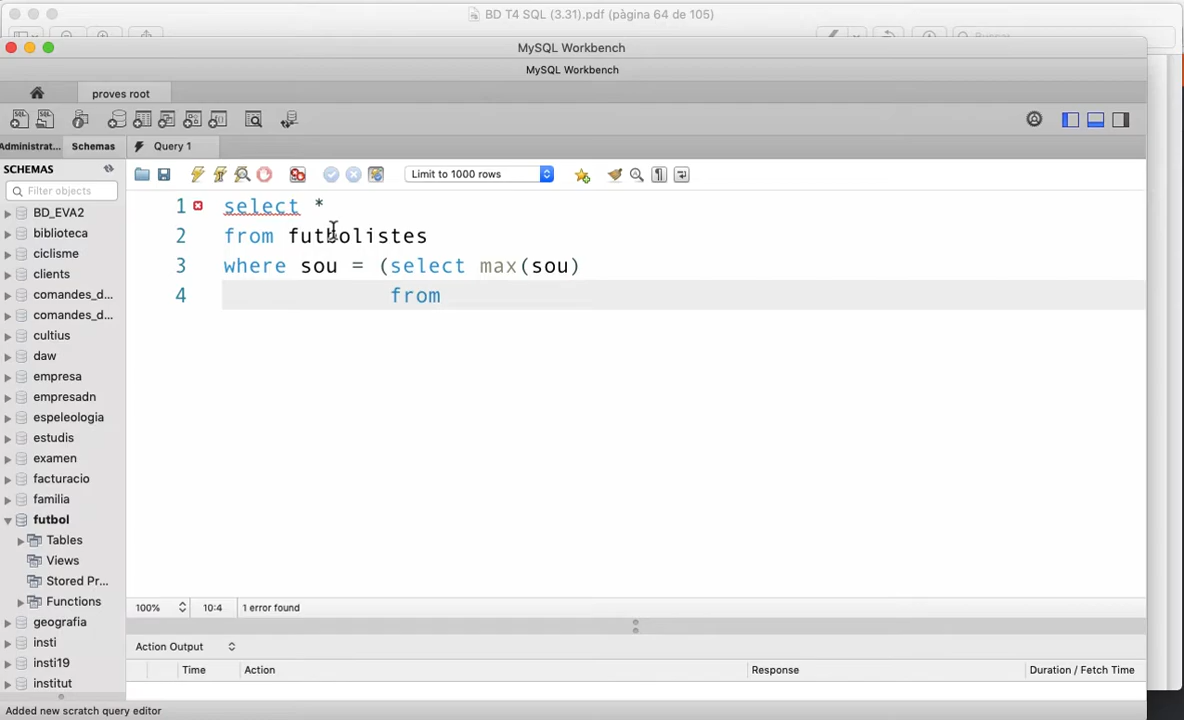 BD T4 SQL (3.31).pdf (pàgina 64 de 105)
MySQL Workbench
MySQL Workbench
proves root
Administrat... Schemas Query 1
SCHEMAS
Limit to 1000 rows
Filter objects
1 select *
2 from futbolistes
3 where sou = (select max(sou)
4 from
BD_EVA2
biblioteca
ciclisme
clients
comandes_d...
comandes_d...
cultius
daw
empresa
empresadn
espeleologia
estudis
examen
facturacio
familia
futbol
Tables
Views
Stored Pr...
Functions
geografia
insti
insti19
institut
100% 10:4 1 error found
Action Output
Time Action Response Duration / Fetch Time
Added new scratch query editor